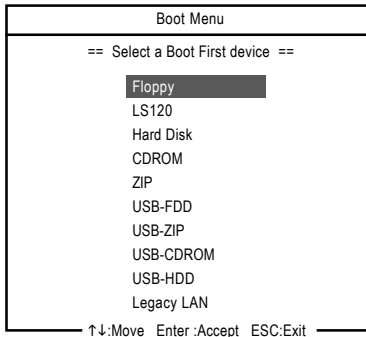 Boot Menu
== Select a Boot First device ==
Floppy
LS120
Hard Disk
CDROM
ZIP
USB-FDD
USB-ZIP
USB-CDROM
USB-HDD
Legacy LAN
↑↓:Move Enter :Accept ESC:Exit